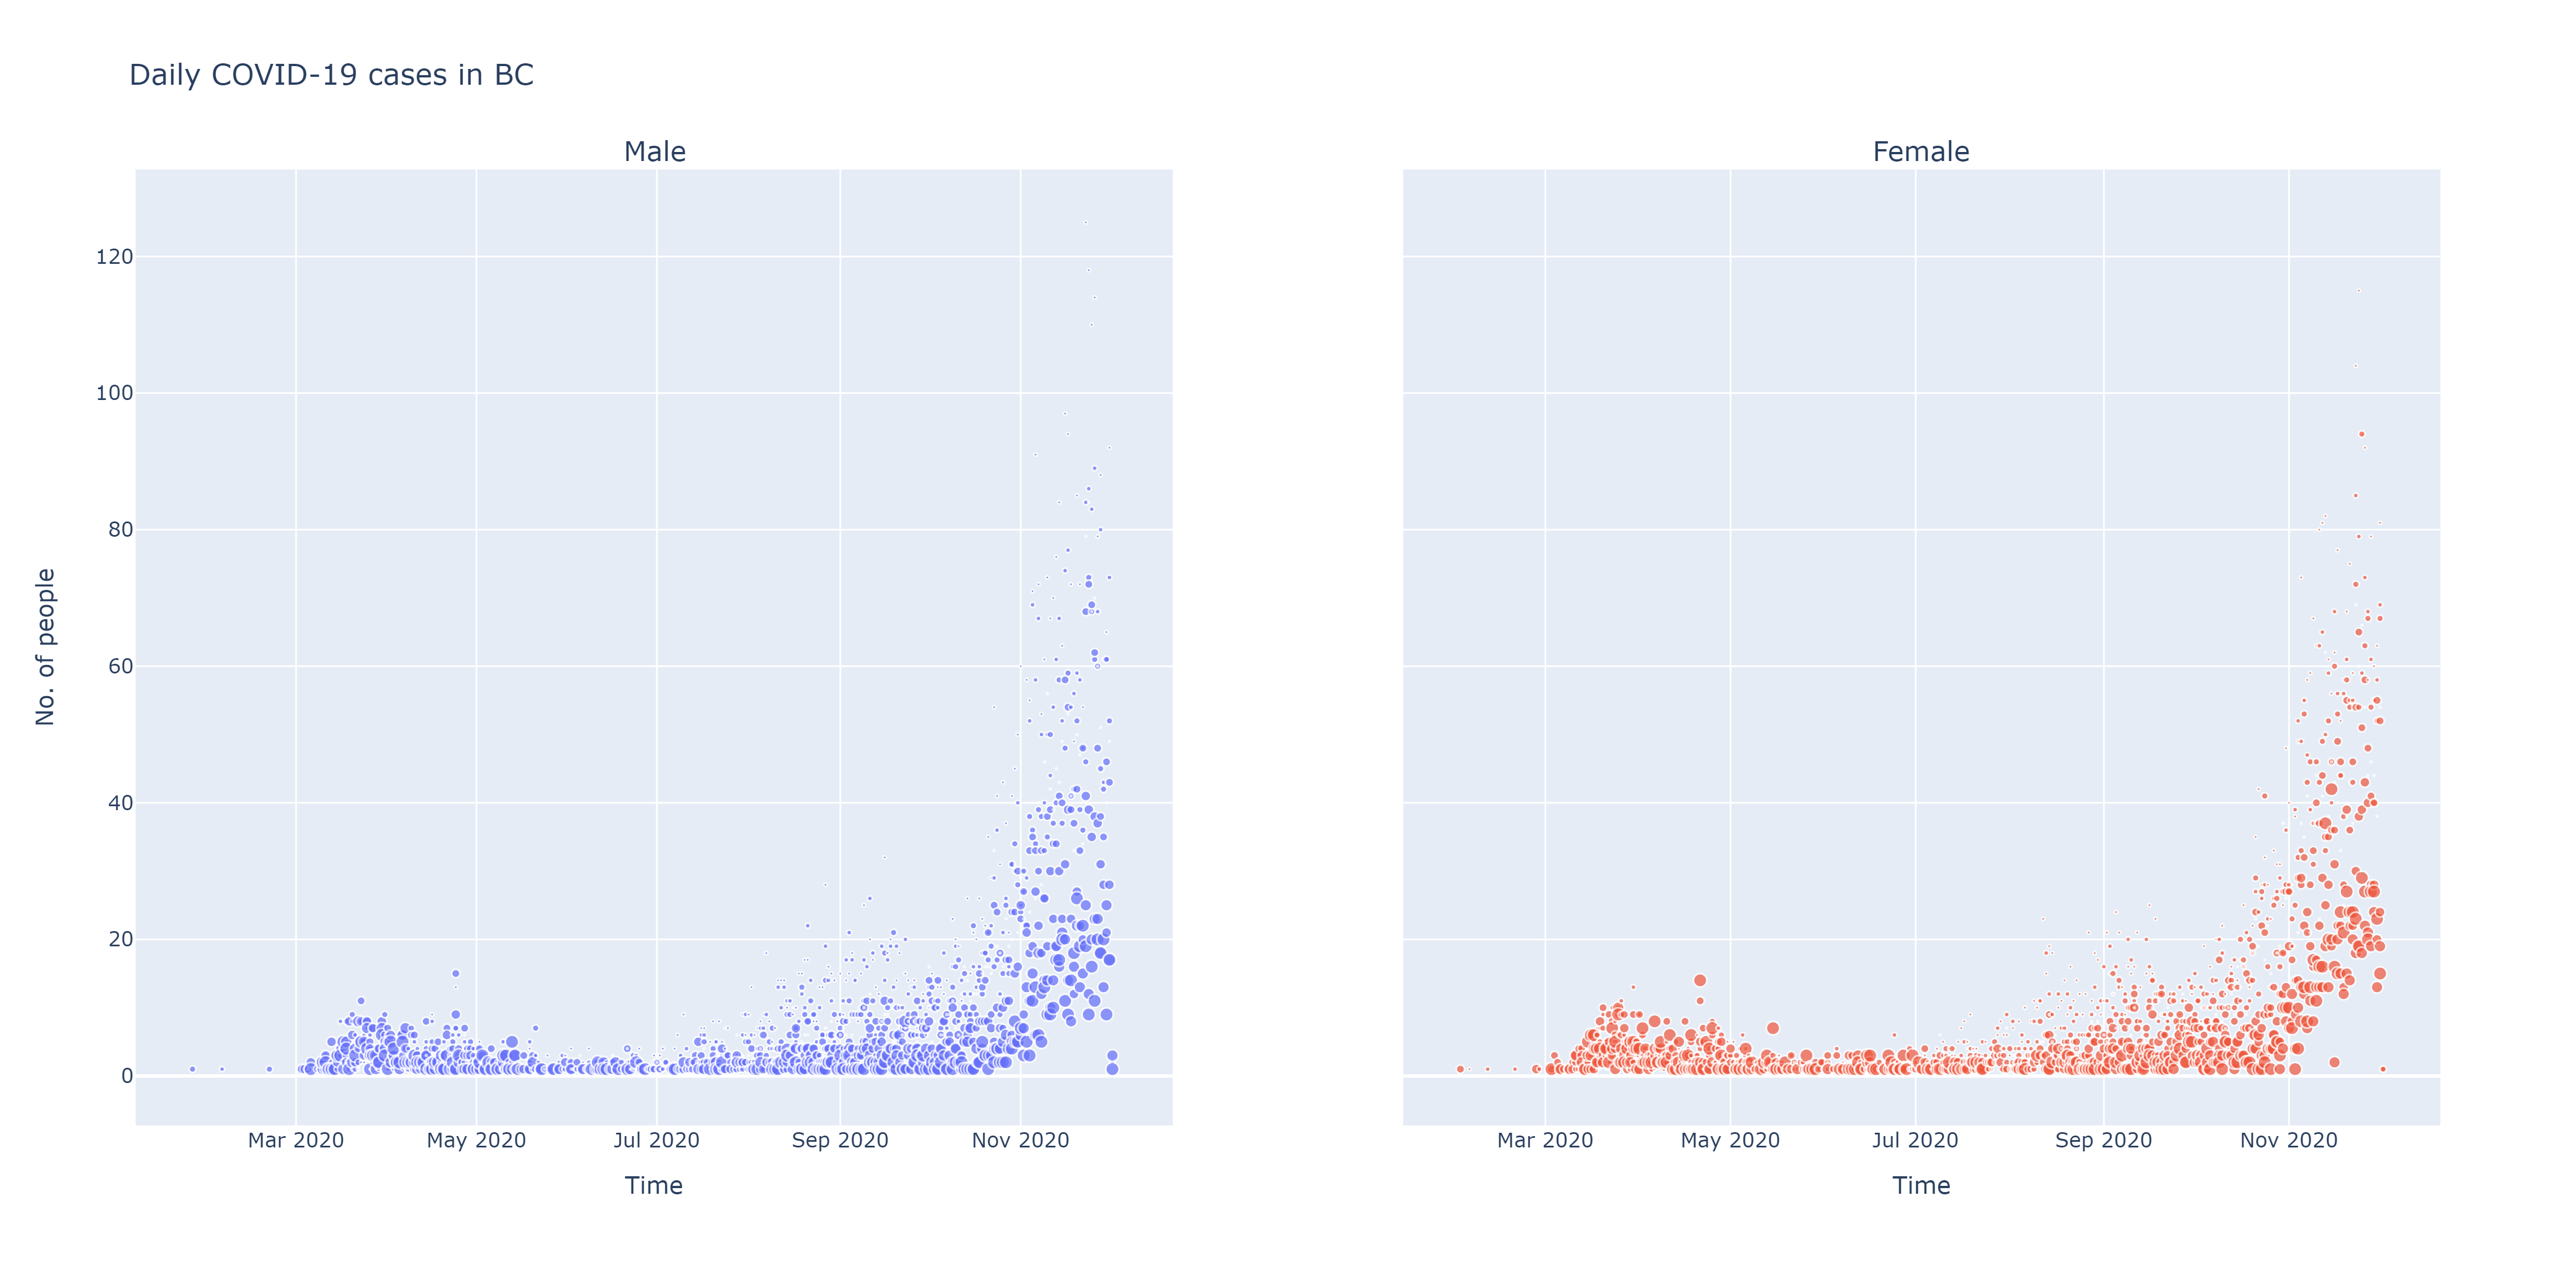 Daily COVID-19 cases in BC
Male
Female
No. of people
120
100
80
60
40
20
0
Mar 2020
May 2020
Jul 2020
Sep 2020
Nov 2020
Mar 2020
May 2020
Jul 2020
Sep 2020
Nov 2020
Time
Time